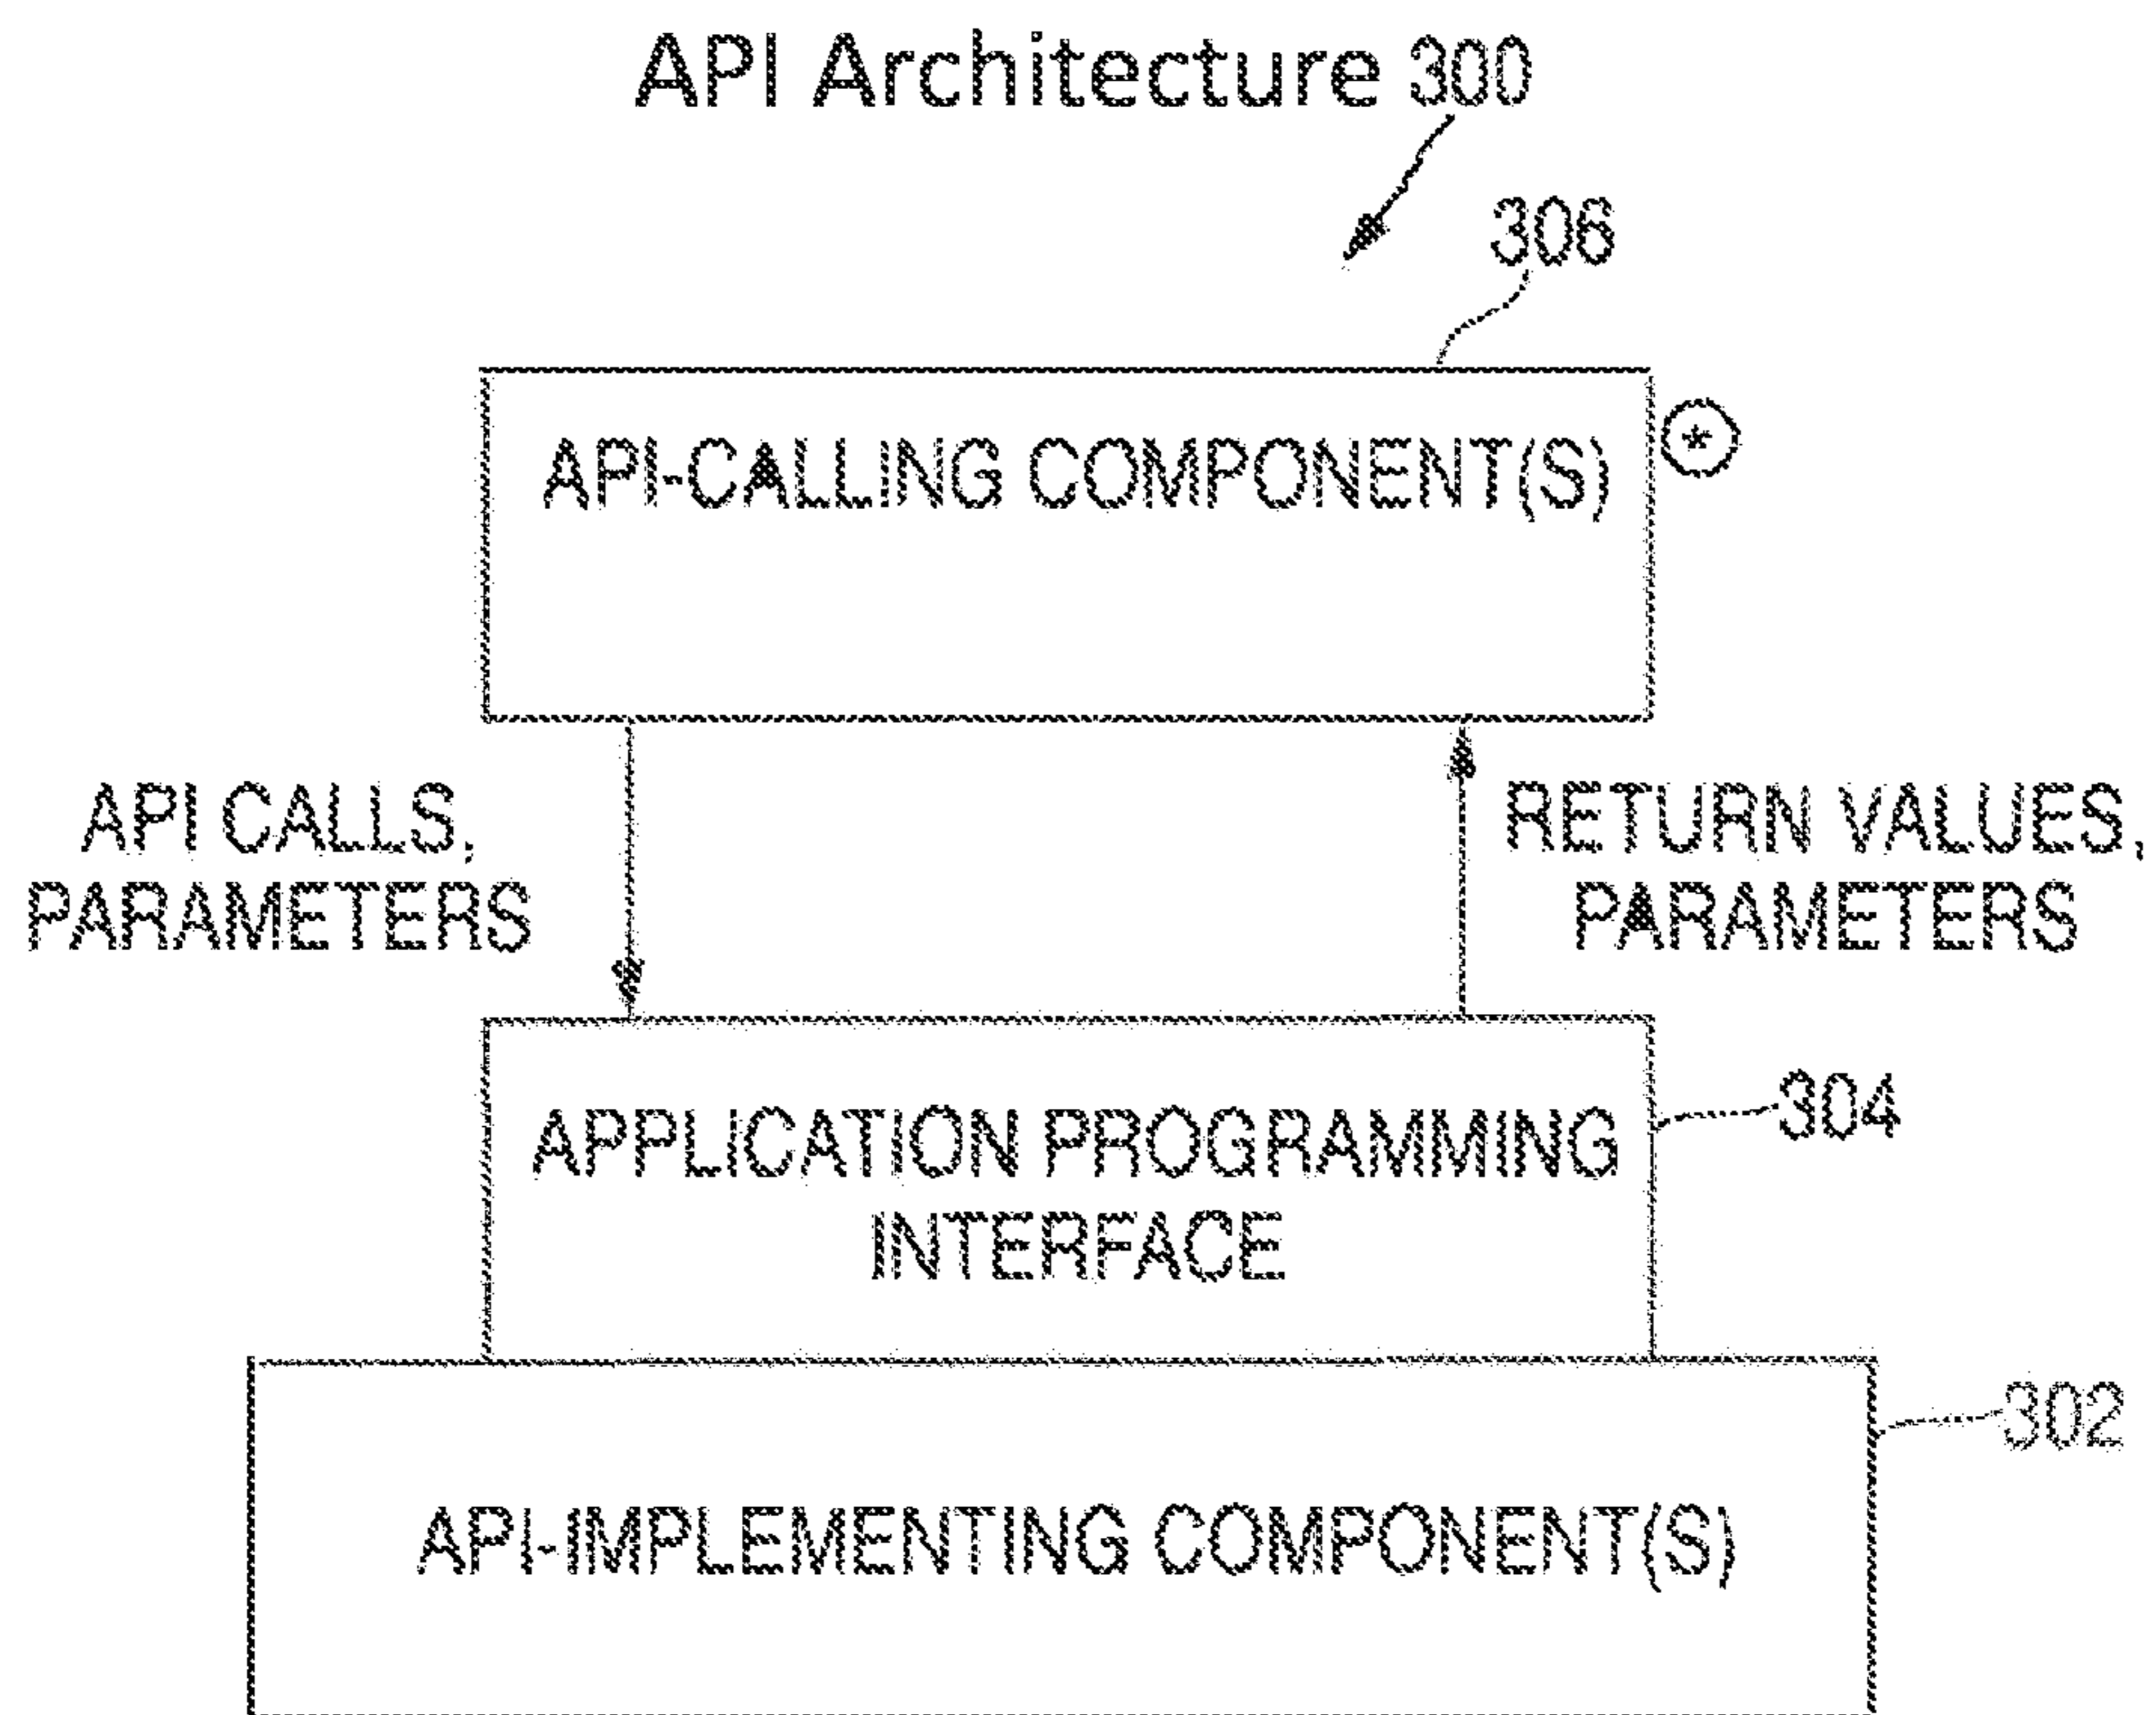 API Architecture 300
306
API-CALLING COMPONENT(S)
*
API CALLS,
PARAMETERS
RETURN VALUES,
PARAMETERS
304
APPLICATION PROGRAMMING
INTERFACE
302
API-IMPLEMENTING COMPONENT(S)